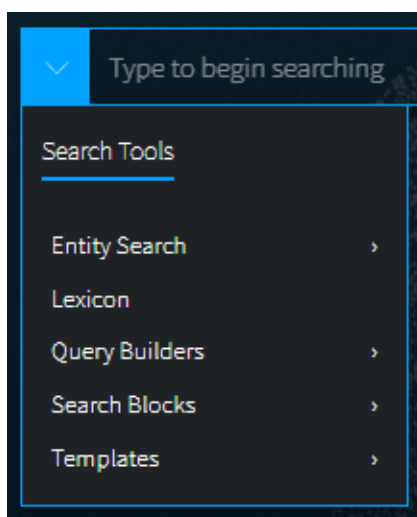 Type to begin searching
Search Tools
Entity Search
Lexicon
Query Builders
Search Blocks
Templates